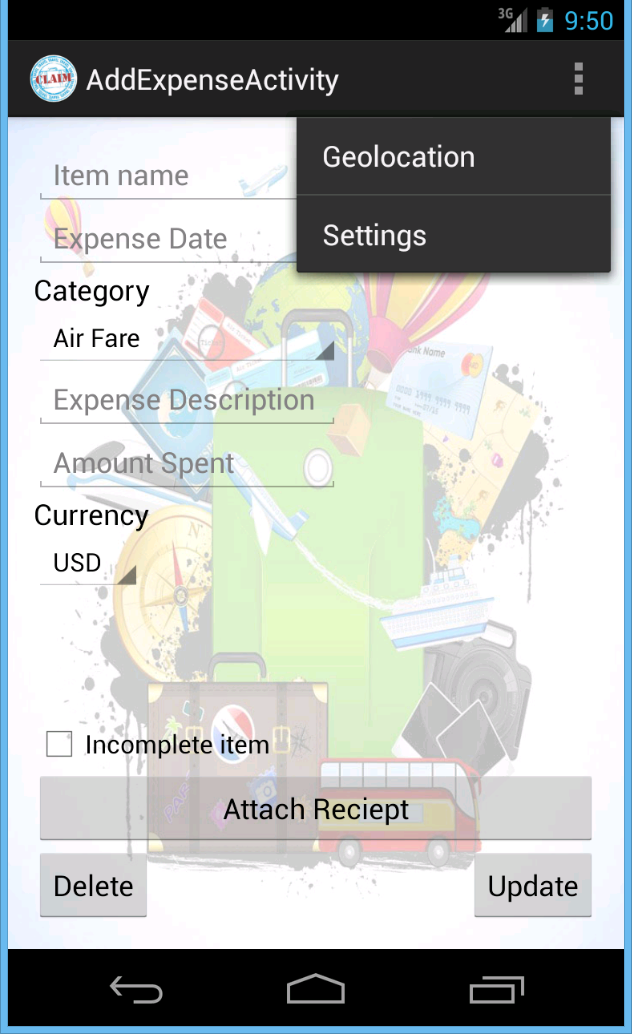 3G 9:50
CLAIM AddExpenseActivity
Geolocation
Settings
Item name
Expense Date
Category
Air Fare
Expense Description
Amount Spent
Currency
USD
Incomplete item
Attach Reciept
Delete
Update